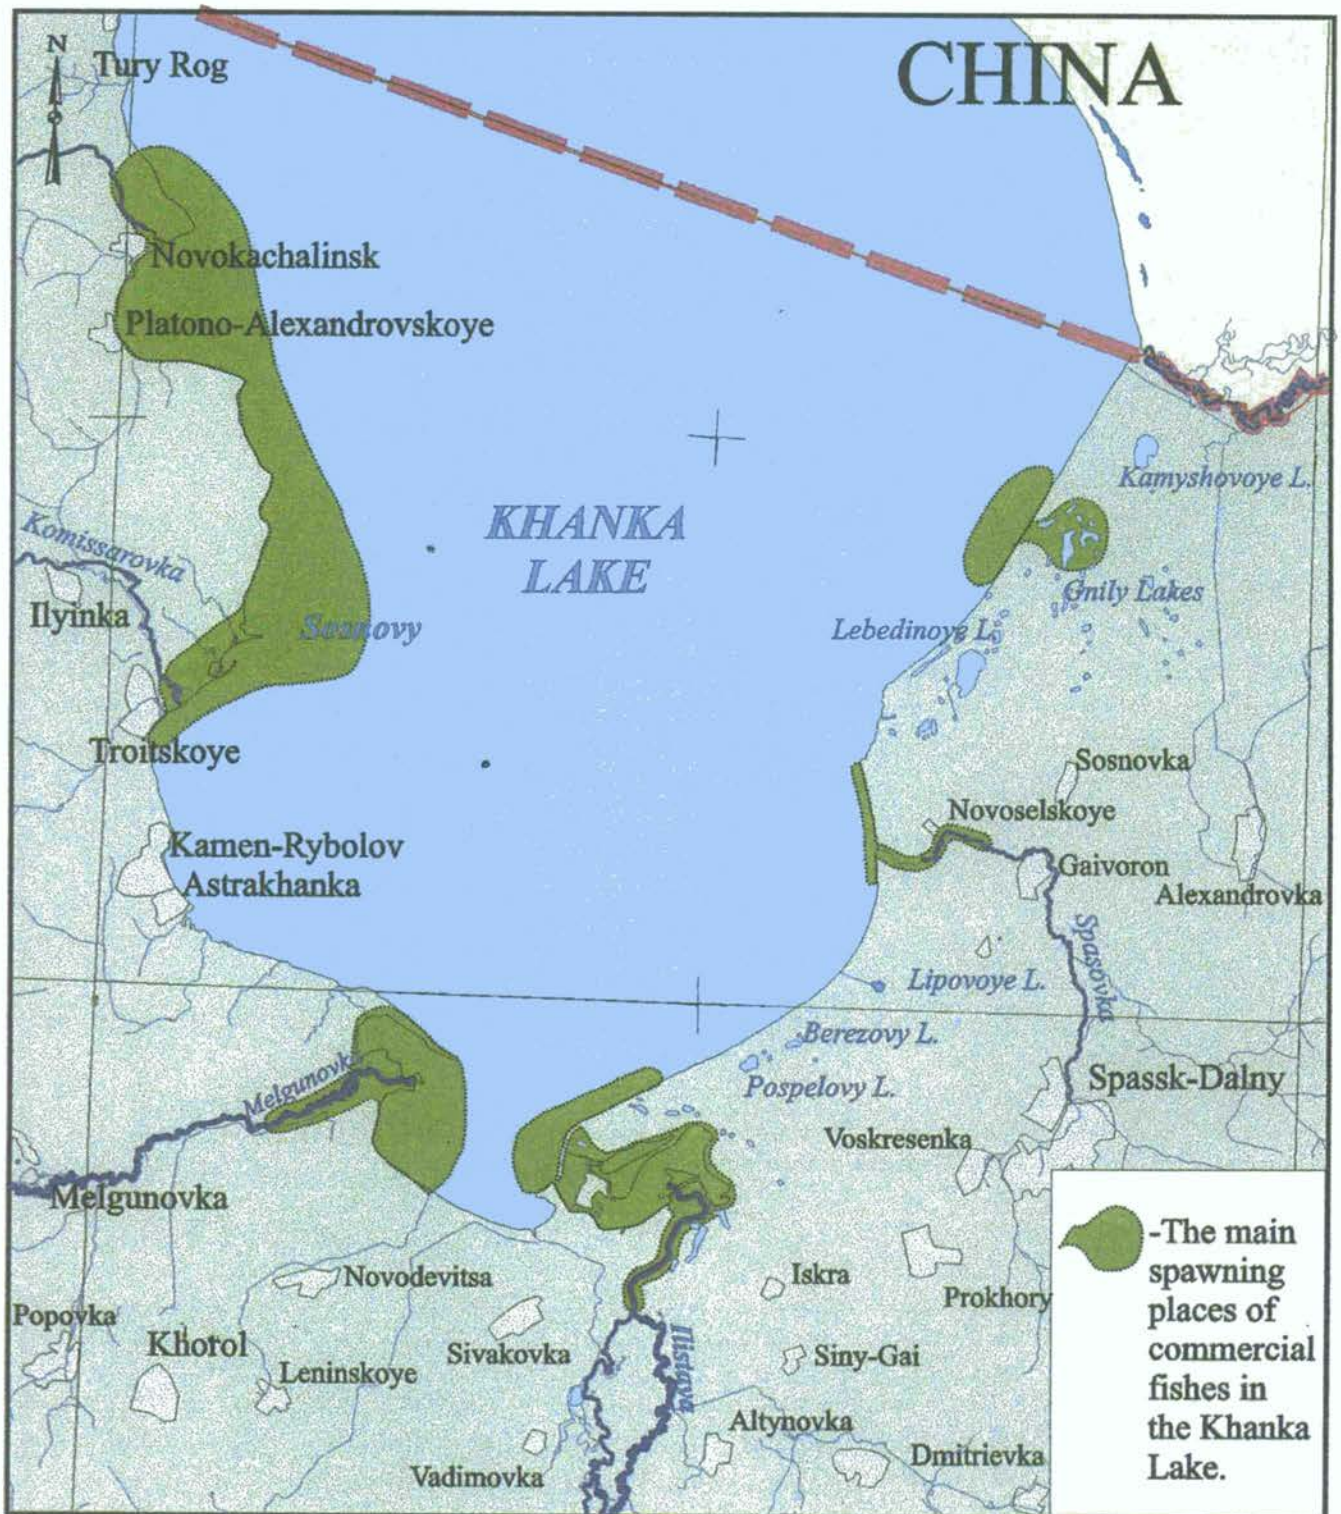 N
Tury Rog
CHINA
Novokachalinsk
Platono-Alexandrovskoye
KHANKA
LAKE
Kamyshovoye L.
Komissarovka
Gnily Lakes
Ilyinka
Sosnovy
Lebedinoye L.
Troitskoye
Sosnovka
Novoselskoye
Kamen-Rybolov
Gaivoron
Astrakhanka
Alexandrovka
Spasovka
Lipovoye L.
Berezovy L.
Melgunovka
Spassk-Dalny
Pospelovy L.
Voskresenka
Melgunovka
Novodevitsa
Iskra
Prokhory
Popovka
Khorol
Sivakovka
Ilistaya
Siny-Gai
Leninskoye
Altynovka
Dmitrievka
Vadimovka
-The main
spawning
places of
commercial
fishes in
the Khanka
Lake.